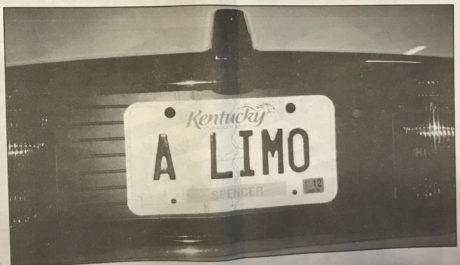 Kentucky
A LIMO
SPENCER
12